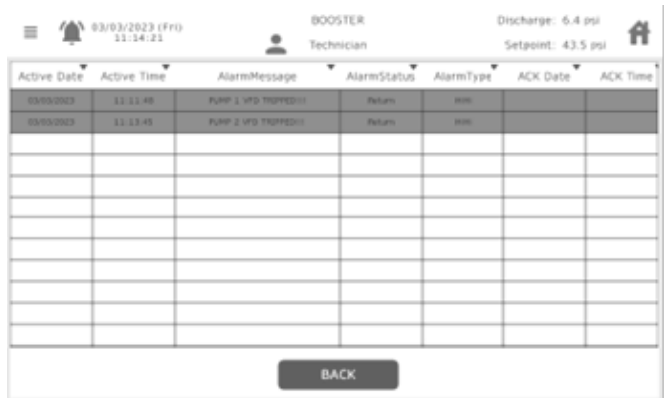 03/03/2023 (Fri)
11:14:21
BOOSTER
Technician
Discharge: 6.4 psi
Setpoint: 43.5 psi
Active Date Active Time AlarmMessage AlarmStatus AlarmType ACK Date ACK Time
03/03/2023 11:11:48 PUMP 1 VFD TRIPPED!!! Return
03/03/2023 11:13:45 PUMP 2 VFD TRIPPED!!! Return
BACK